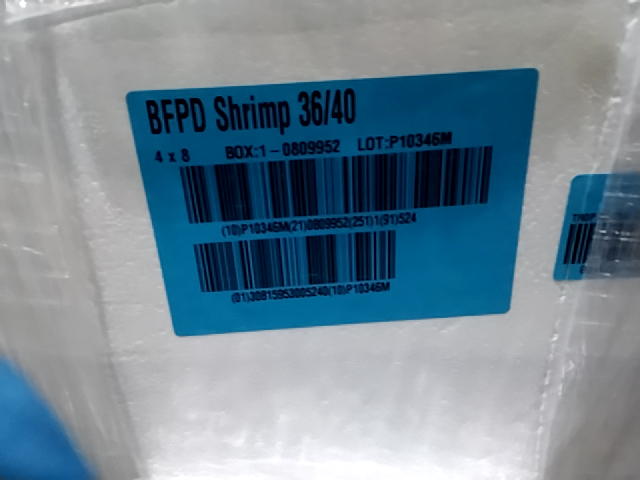 BFPD Shrimp 36/40
4 x 8 BOX:1-0809952 LOT:P10346M
(10)P10346M(21)0809952(251)1(91)524
(01)30815953005240(10)P10346M